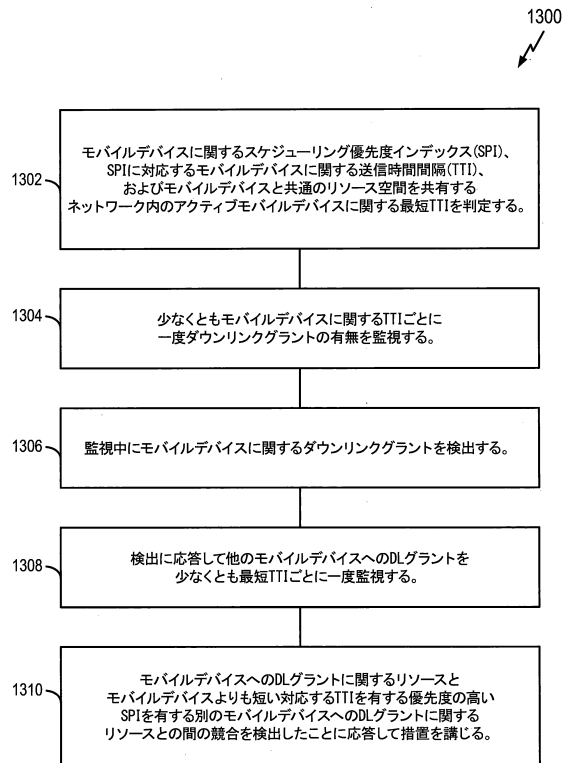 1300
1302
モバイルデバイスに関するスケジューリング優先度インデックス(SPI)、
SPIに対応するモバイルデバイスに関する送信時間間隔(TTI)、
およびモバイルデバイスと共通のリソース空間を共有する
ネットワーク内のアクティブモバイルデバイスに関する最短TTIを判定する。
1304
少なくともモバイルデバイスに関するTTIごとに
一度ダウンリンクグラントの有無を監視する。
1306
監視中にモバイルデバイスに関するダウンリンクグラントを検出する。
1308
検出に応答して他のモバイルデバイスへのDLグラントを
少なくとも最短TTIごとに一度監視する。
1310
モバイルデバイスへのDLグラントに関するリソースと
モバイルデバイスよりも短い対応するTTIを有する優先度の高い
SPIを有する別のモバイルデバイスへのDLグラントに関する
リソースとの間の競合を検出したことに応答して措置を講じる。